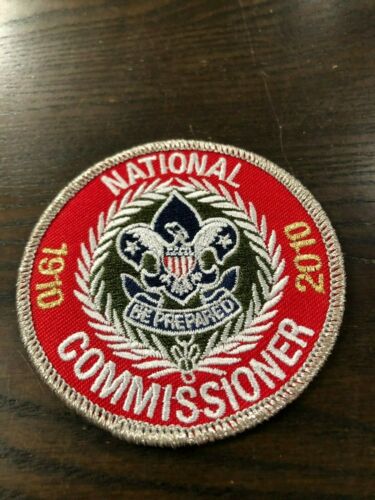 NATIONAL
1910
2010
BE PREPARED
COMMISSIONER